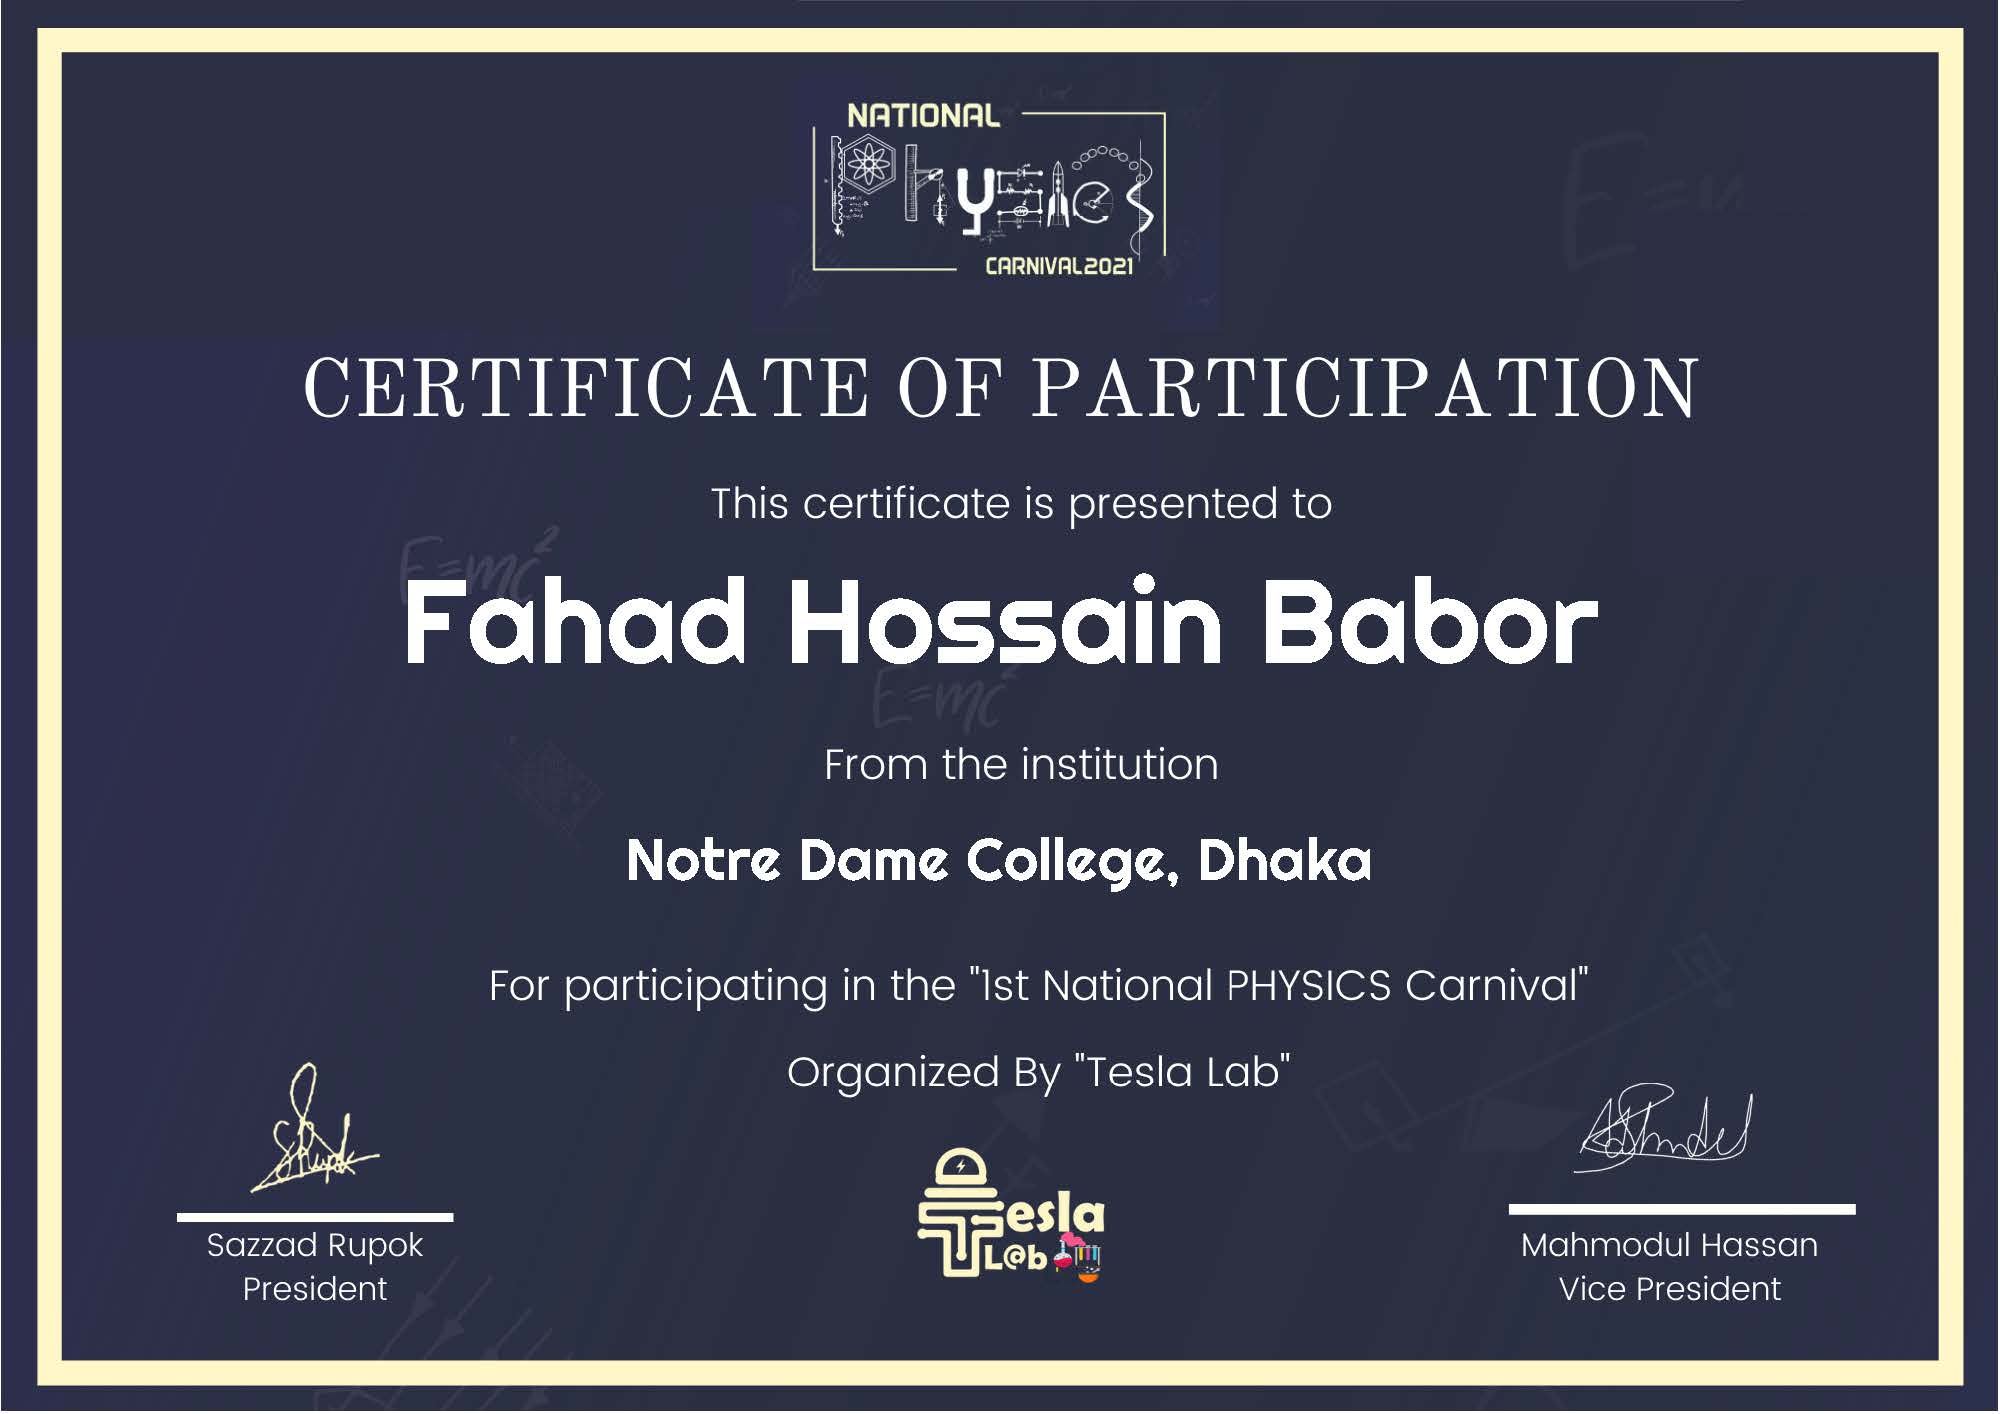 NATIONAL
Physics
CARNIVAL2021
CERTIFICATE OF PARTICIPATION
This certificate is presented to
E=mc²
Fahad Hossain Babor
E=mc²
From the institution
Notre Dame College, Dhaka
For participating in the "1st National PHYSICS Carnival"
Organized By "Tesla Lab"
Tesla
L@b
Sazzad Rupok
President
Mahmodul Hassan
Vice President